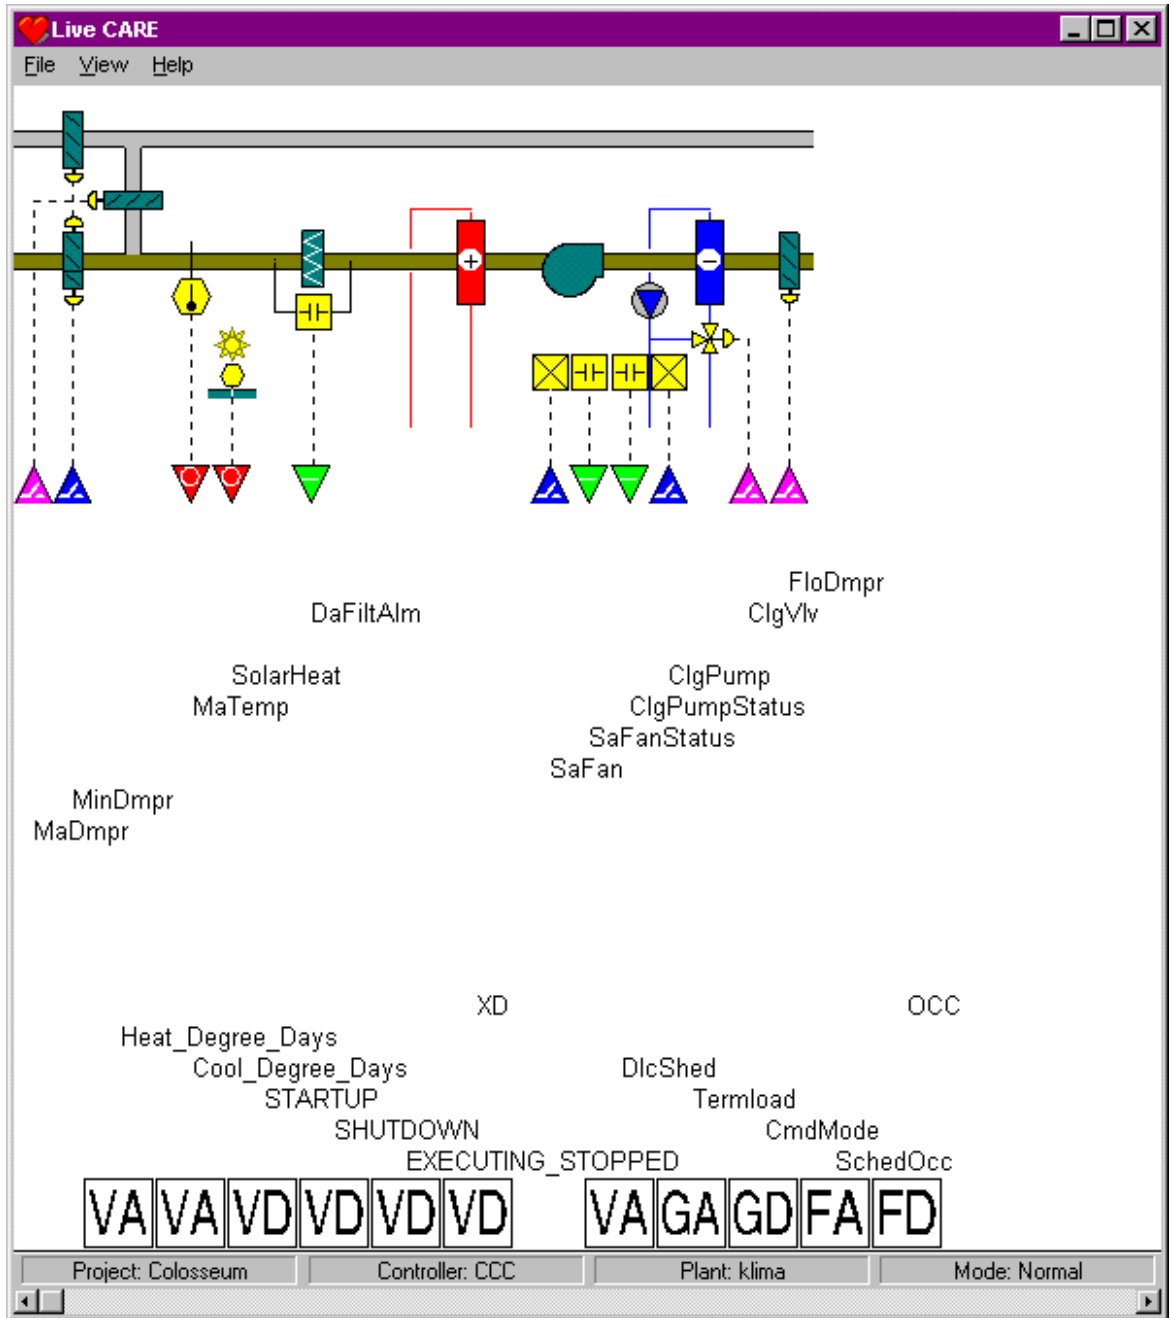 Live CARE
File View Help
FloDmpr
DaFiltAlm ClgVlv
SolarHeat ClgPump
MaTemp ClgPumpStatus
SaFanStatus
SaFan
MinDmpr
MaDmpr
XD OCC
Heat_Degree_Days
Cool_Degree_Days DlcShed
STARTUP Termload
SHUTDOWN CmdMode
EXECUTING_STOPPED SchedOcc
VA VA VD VD VD VD VA GA GD FA FD
Project: Colosseum Controller: CCC Plant: klima Mode: Normal